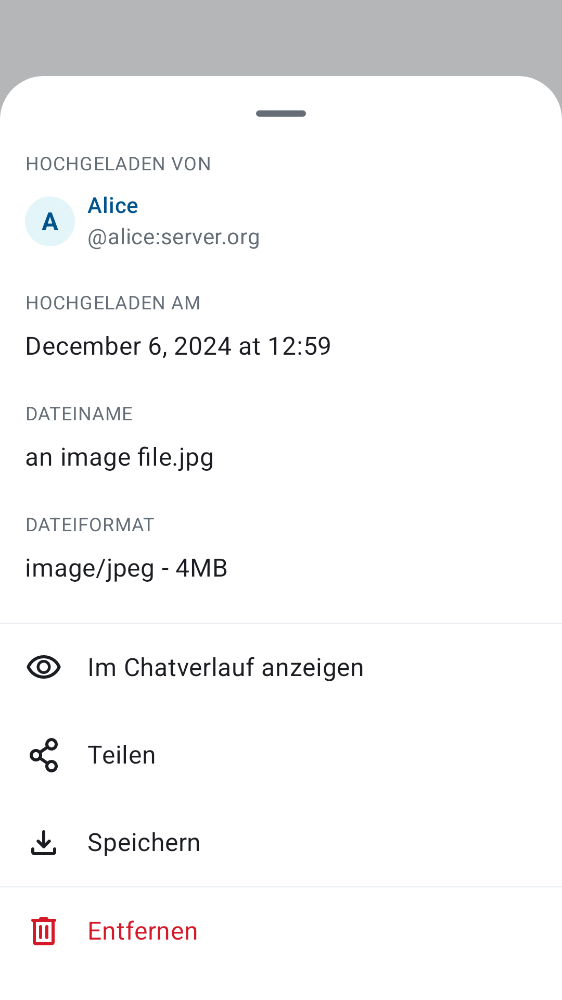 HOCHGELADEN VON
A
Alice
@alice:server.org
HOCHGELADEN AM
December 6, 2024 at 12:59
DATEINAME
an image file.jpg
DATEIFORMAT
image/jpeg - 4MB
Im Chatverlauf anzeigen
Teilen
Speichern
Entfernen